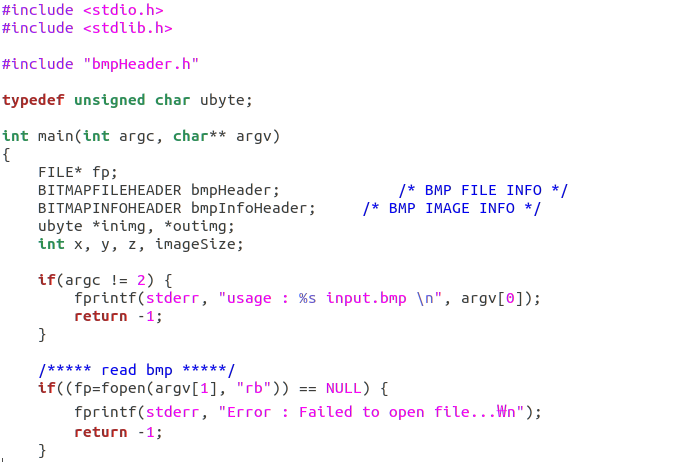 #include <stdio.h>
#include <stdlib.h>
#include "bmpHeader.h"
typedef unsigned char ubyte;
int main(int argc, char** argv)
{
FILE* fp;
BITMAPFILEHEADER bmpHeader; /* BMP FILE INFO */
BITMAPINFOHEADER bmpInfoHeader; /* BMP IMAGE INFO */
ubyte *inimg, *outimg;
int x, y, z, imageSize;
if(argc != 2) {
fprintf(stderr, "usage : %s input.bmp \n", argv[0]);
return -1;
}
/***** read bmp *****/
if((fp=fopen(argv[1], "rb")) == NULL) {
fprintf(stderr, "Error : Failed to open file...₩n");
return -1;
}